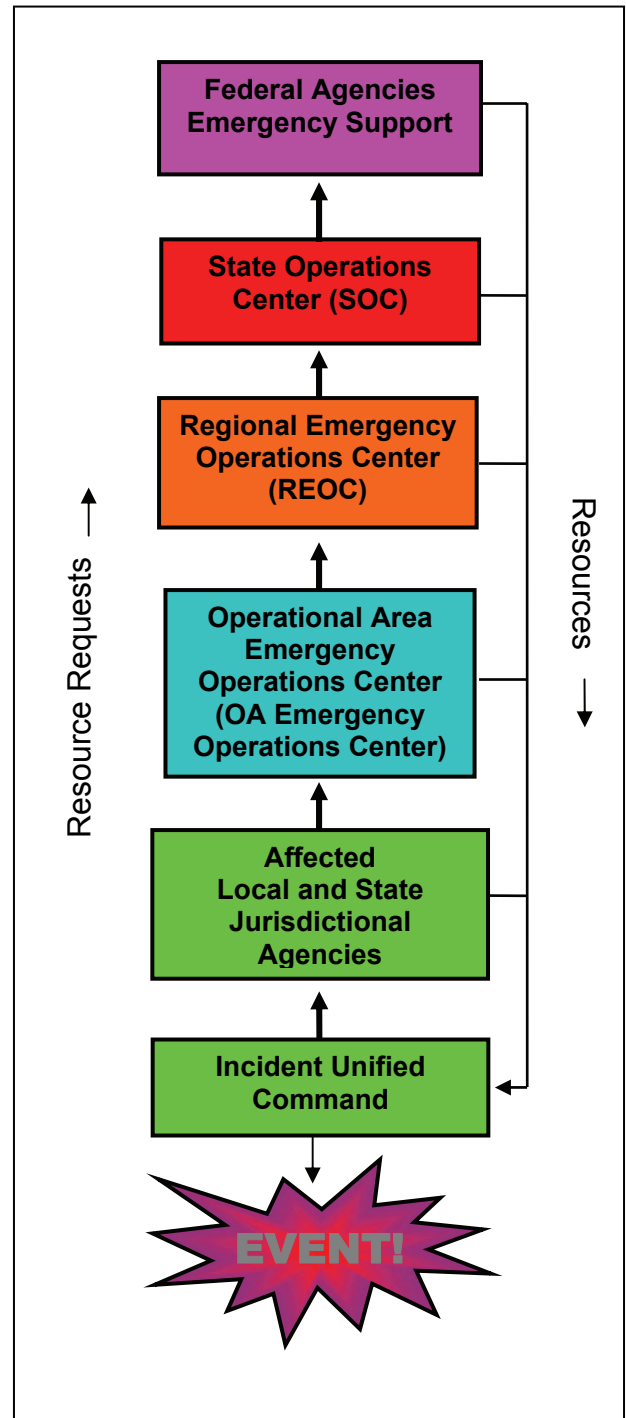 Federal Agencies
Emergency Support
State Operations
Center (SOC)
Regional Emergency
Operations Center
(REOC)
Operational Area
Emergency
Operations Center
(OA Emergency
Operations Center)
Affected
Local and State
Jurisdictional
Agencies
Incident Unified
Command
EVENT!
Resource Requests
Resources